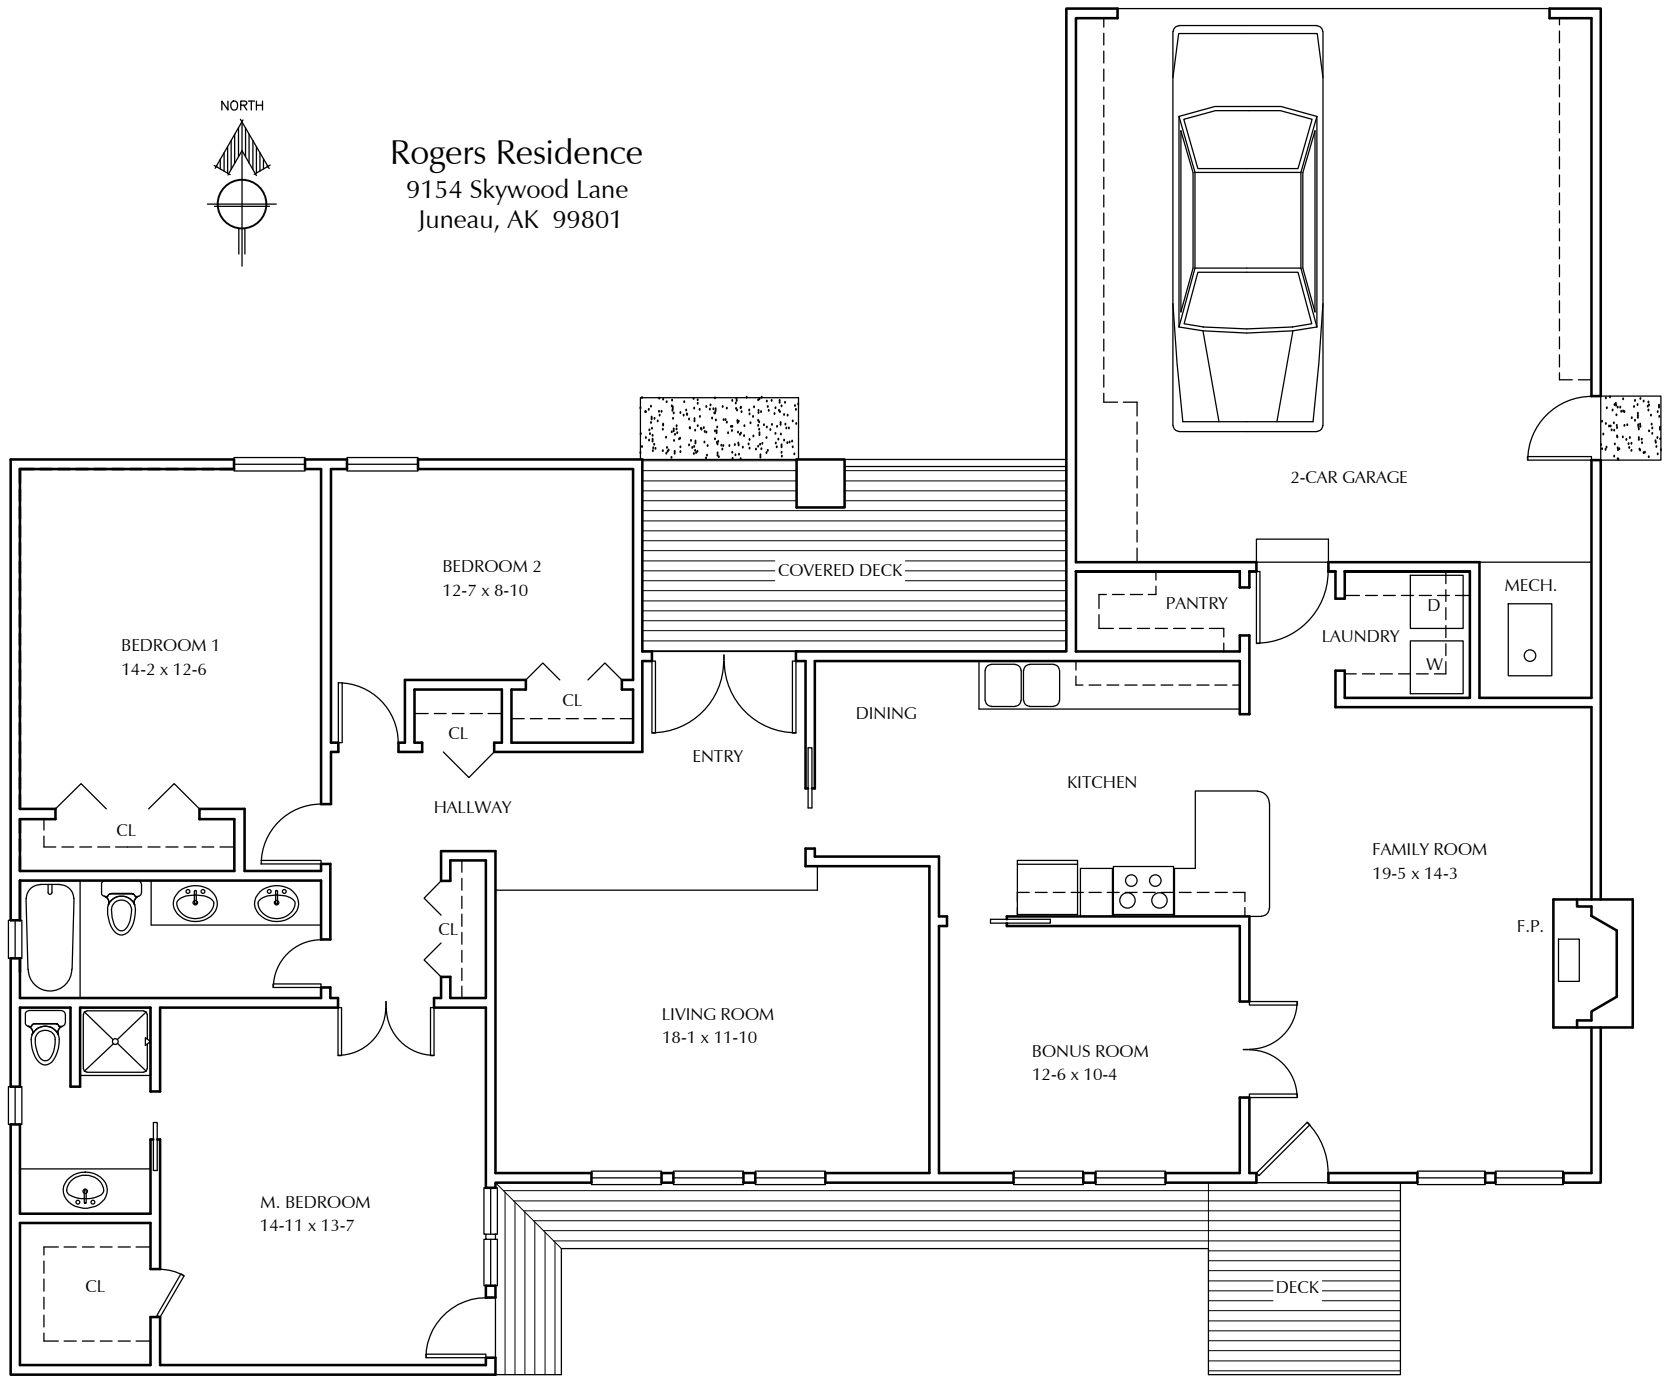 NORTH
Rogers Residence
9154 Skywood Lane
Juneau, AK 99801
2-CAR GARAGE
COVERED DECK
BEDROOM 2
12-7 x 8-10
MECH.
PANTRY
D
LAUNDRY
W
BEDROOM 1
14-2 x 12-6
CL
DINING
CL
ENTRY
KITCHEN
HALLWAY
CL
FAMILY ROOM
19-5 x 14-3
F.P.
CL
LIVING ROOM
18-1 x 11-10
BONUS ROOM
12-6 x 10-4
M. BEDROOM
14-11 x 13-7
CL
DECK